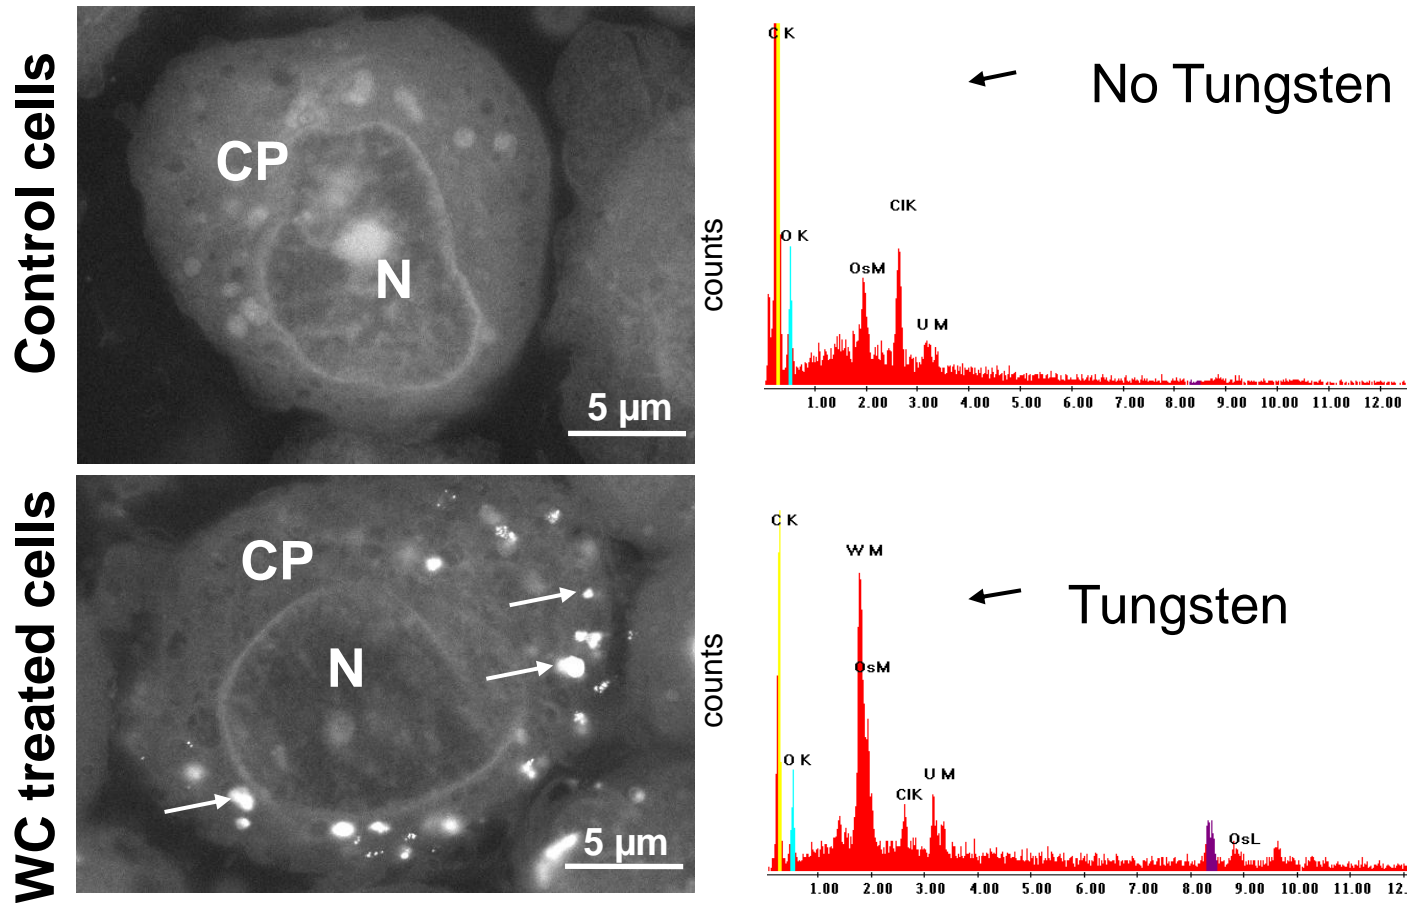 Control cells
CP
N
5 µm
counts
C K
O K
OsM
ClK
U M
No Tungsten
1.00 2.00 3.00 4.00 5.00 6.00 7.00 8.00 9.00 10.00 11.00 12.00
WC treated cells
CP
N
5 µm
counts
C K
O K
W M
OsM
ClK
U M
OsL
Tungsten
1.00 2.00 3.00 4.00 5.00 6.00 7.00 8.00 9.00 10.00 11.00 12.